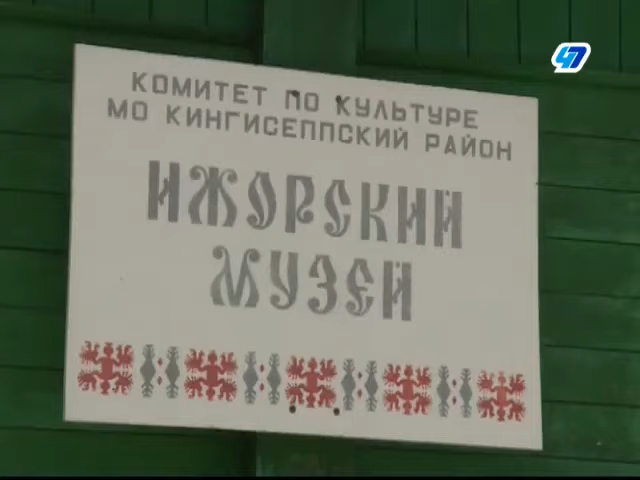 47
КОМИТЕТ ПО КУЛЬТУРЕ
МО КИНГИСЕППСКИЙ РАЙОН
ИЖОРСКИЙ
МУЗЕЙ